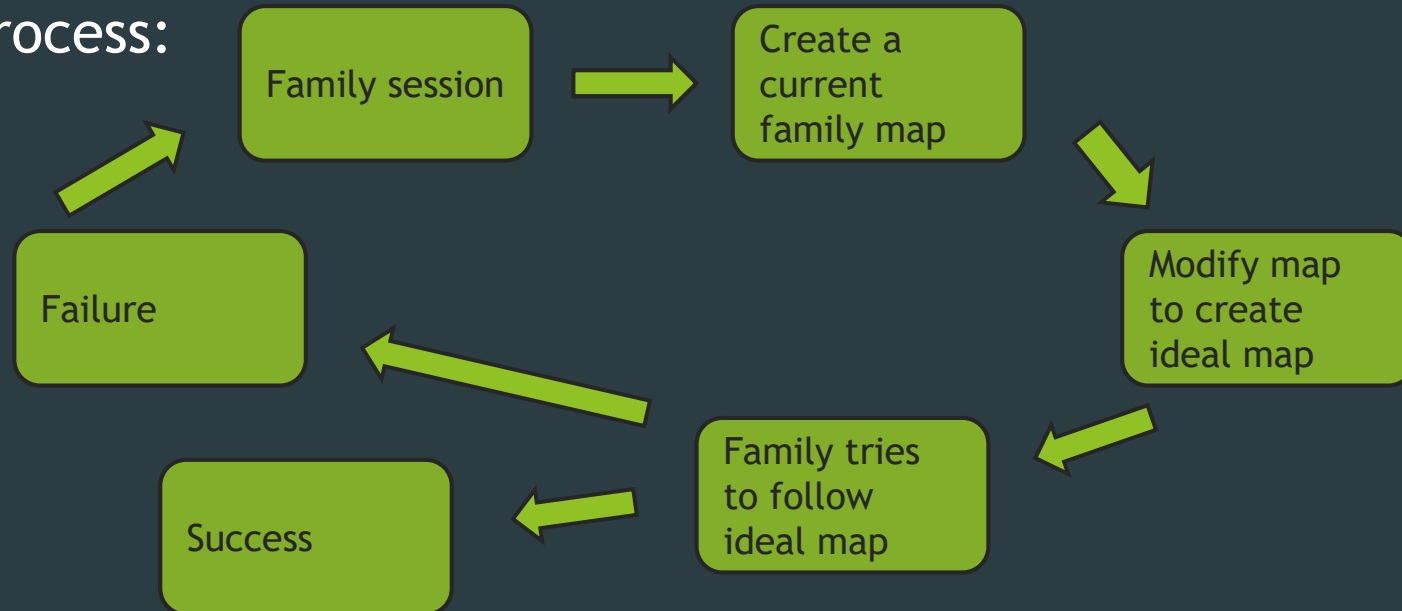 rocess:
Family session
Create a
current
family map
Modify map
to create
ideal map
Family tries
to follow
ideal map
Success
Failure